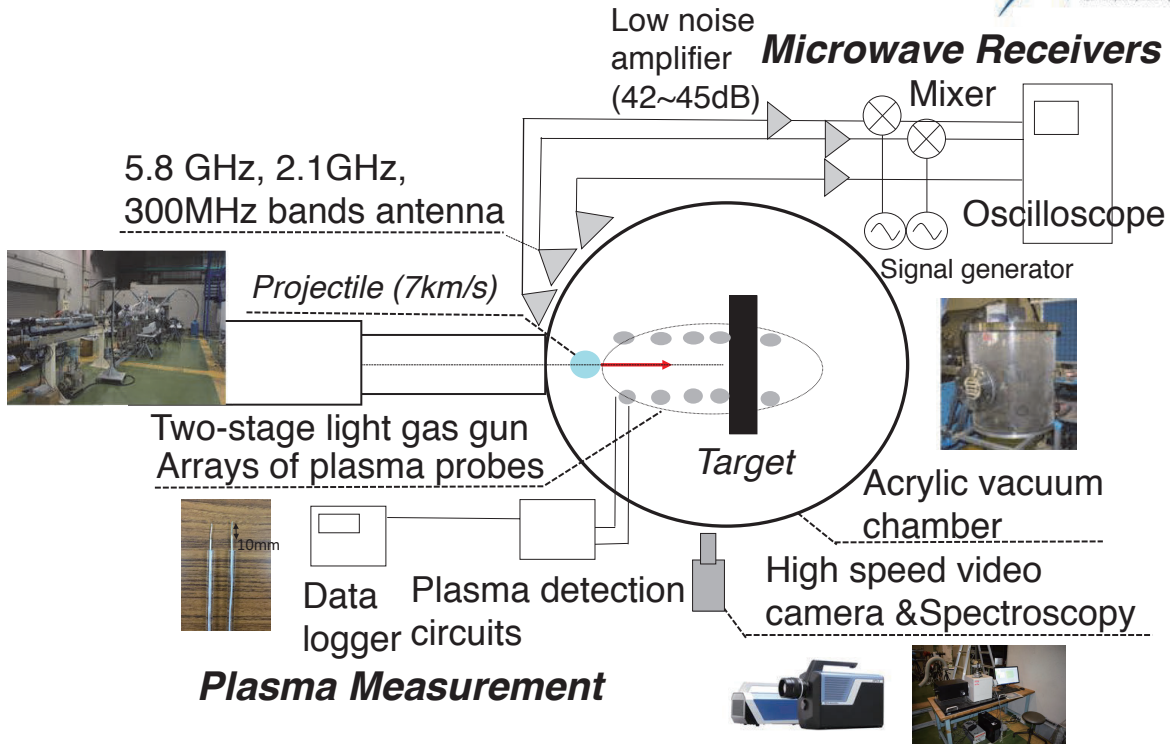 Low noise
amplifier
(42~45dB)
Microwave Receivers
Mixer
5.8 GHz, 2.1GHz,
300MHz bands antenna
Oscilloscope
Signal generator
Projectile (7km/s)
Two-stage light gas gun
Arrays of plasma probes
Target
Acrylic vacuum
chamber
10mm
Data
logger
Plasma detection
circuits
High speed video
camera &Spectroscopy
Plasma Measurement